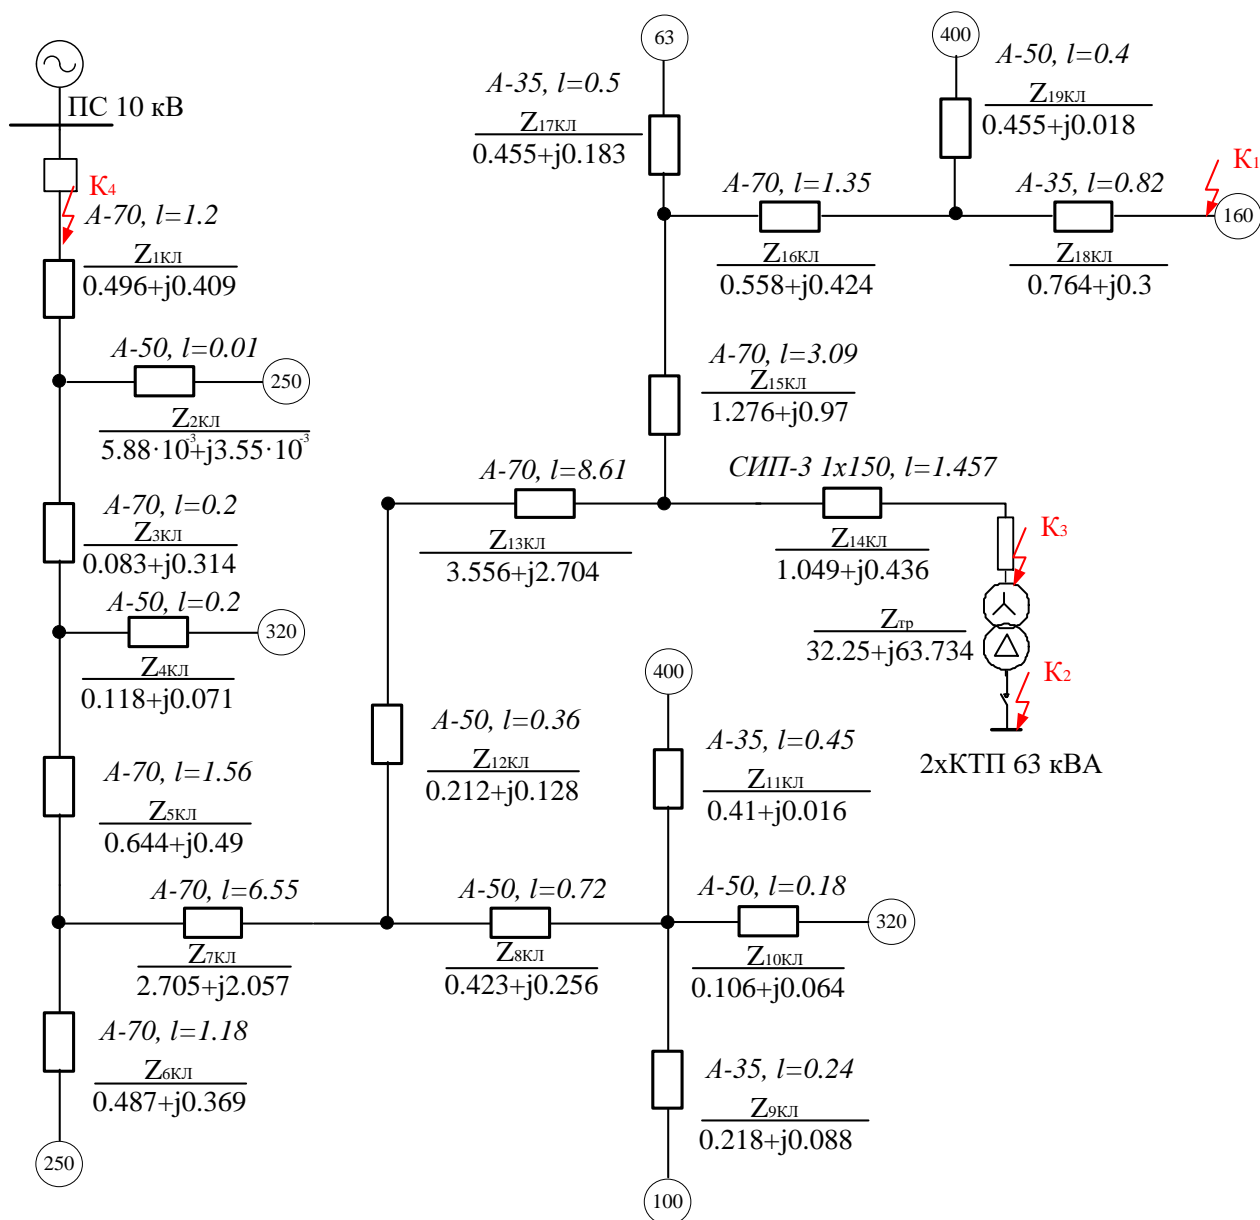 ПС 10 кВ
К4
А-70, l=1.2
Z1КЛ
0.496+j0.409
А-50, l=0.01
250
Z2КЛ
5.88·10-3+j3.55·10-3
А-70, l=0.2
Z3КЛ
0.083+j0.314
А-50, l=0.2
320
Z4КЛ
0.118+j0.071
А-70, l=1.56
Z5КЛ
0.644+j0.49
А-70, l=6.55
Z7КЛ
2.705+j2.057
А-70, l=1.18
Z6КЛ
0.487+j0.369
250
63
А-35, l=0.5
Z17КЛ
0.455+j0.183
400
А-50, l=0.4
Z19КЛ
0.455+j0.018
А-70, l=1.35
Z16КЛ
0.558+j0.424
А-35, l=0.82
К1
160
Z18КЛ
0.764+j0.3
А-70, l=3.09
Z15КЛ
1.276+j0.97
А-70, l=8.61
Z13КЛ
3.556+j2.704
СИП-3 1х150, l=1.457
Z14КЛ
1.049+j0.436
К3
Zтр
32.25+j63.734
К2
2хКТП 63 кВА
А-50, l=0.36
Z12КЛ
0.212+j0.128
400
А-35, l=0.45
Z11КЛ
0.41+j0.016
А-50, l=0.72
Z8КЛ
0.423+j0.256
А-50, l=0.18
320
Z10КЛ
0.106+j0.064
А-35, l=0.24
Z9КЛ
0.218+j0.088
100